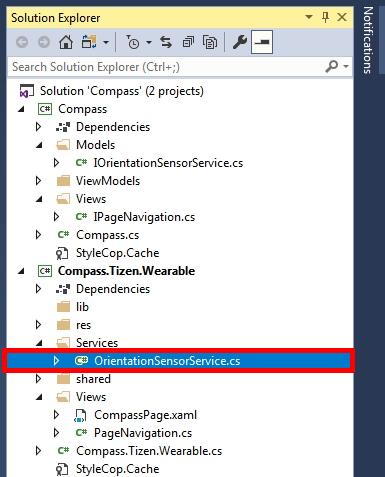 Solution Explorer
Search Solution Explorer (Ctrl+;)
Solution 'Compass' (2 projects)
C# Compass
Dependencies
Models
C# IOrientationSensorService.cs
ViewModels
Views
C# IPageNavigation.cs
C# Compass.cs
StyleCop.Cache
C# Compass.Tizen.Wearable
Dependencies
lib
res
Services
C# OrientationSensorService.cs
shared
Views
CompassPage.xaml
C# PageNavigation.cs
C# Compass.Tizen.Wearable.cs
StyleCop.Cache
Notifications